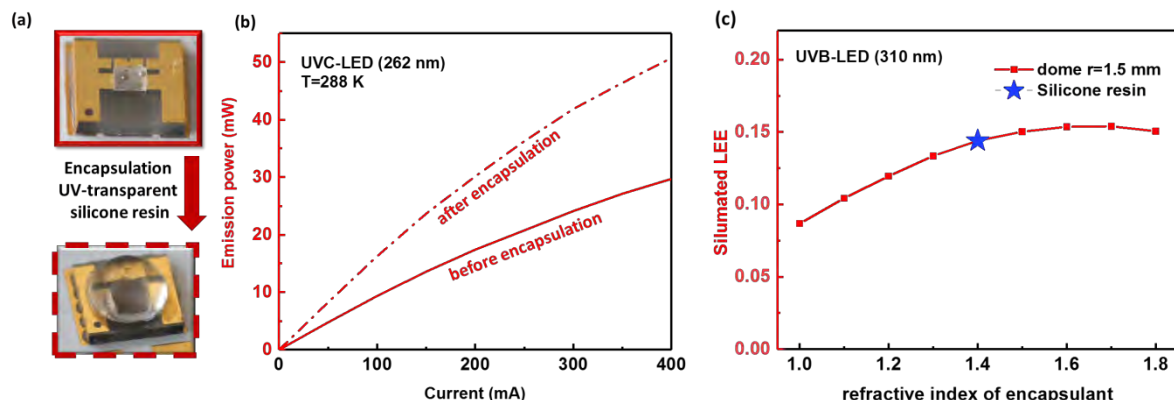 (a)
Encapsulation
UV-transparent
silicone resin
(b)
UVC-LED (262 nm)
T=288 K
after encapsulation
before encapsulation
Emission power (mW)
50
40
30
20
10
0
0 100 200 300 400
Current (mA)
(c)
UVB-LED (310 nm)
dome r=1.5 mm
Silicone resin
Silumated LEE
0.20
0.15
0.10
0.05
0.00
1.0 1.2 1.4 1.6 1.8
refractive index of encapsulant